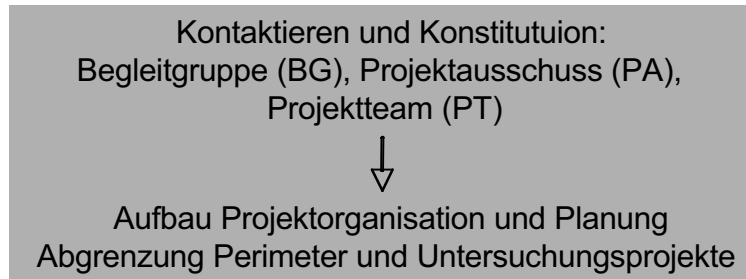 Kontaktieren und Konstitutuion:
Begleitgruppe (BG), Projektausschuss (PA),
Projektteam (PT)
Aufbau Projektorganisation und Planung
Abgrenzung Perimeter und Untersuchungsprojekte